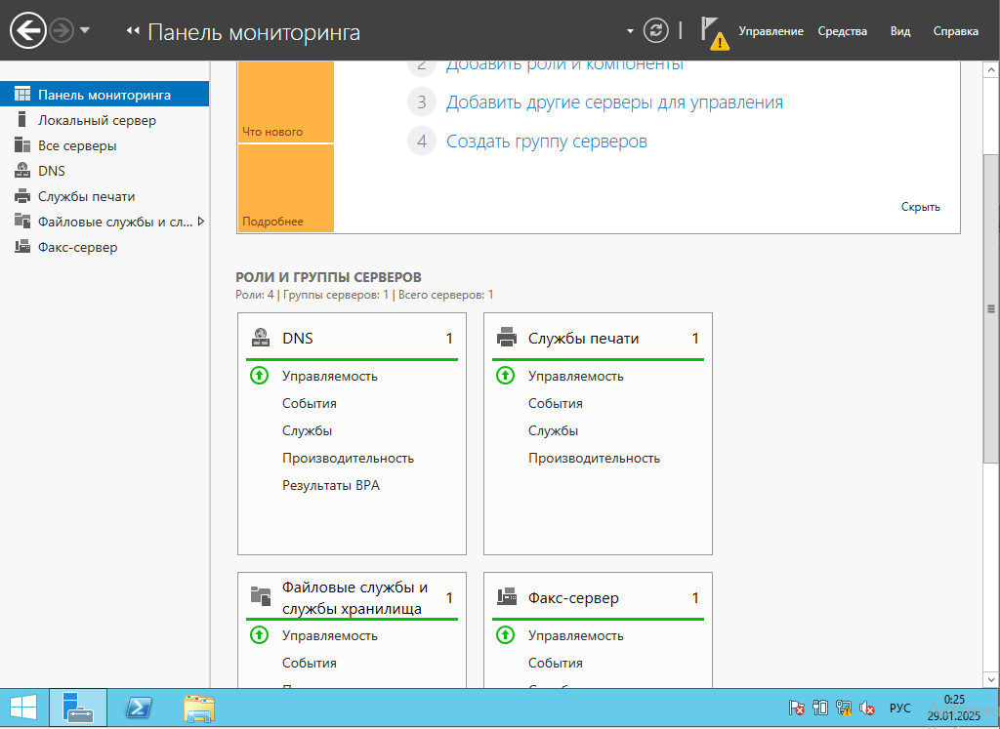 Панель мониторинга
Управление Средства Вид Справка
Панель мониторинга
Локальный сервер
Все серверы
DNS
Службы печати
Файловые службы и сл...
Факс-сервер
2 Добавить роли и компоненты
3 Добавить другие серверы для управления
4 Создать группу серверов
Что нового
Подробнее
Скрыть
РОЛИ И ГРУППЫ СЕРВЕРОВ
Роли: 4 | Группы серверов: 1 | Всего серверов: 1
DNS 1
Управляемость
События
Службы
Производительность
Результаты BPA
Службы печати 1
Управляемость
События
Службы
Производительность
Файловые службы и
службы хранилища 1
Управляемость
События
Факс-сервер 1
Управляемость
События
РУС
0:25
29.01.2025